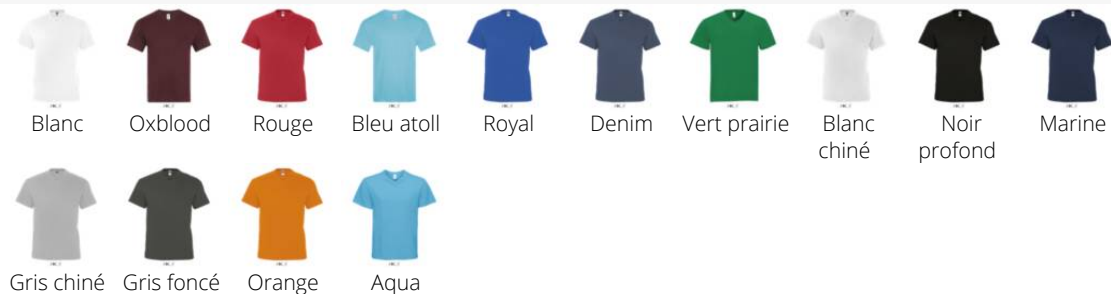 Blanc Oxblood Rouge Bleu atoll Royal Denim Vert prairie Blanc chiné Noir profond Marine
Gris chiné Gris foncé Orange Aqua